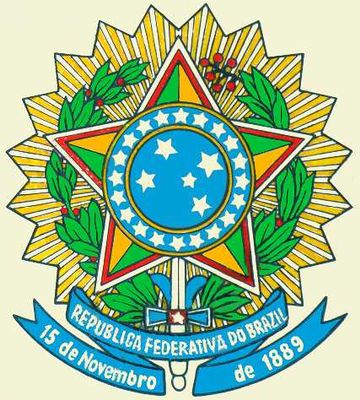 REPUBLICA FEDERATIVA DO BRAZIL
15 de Novembro de 1889